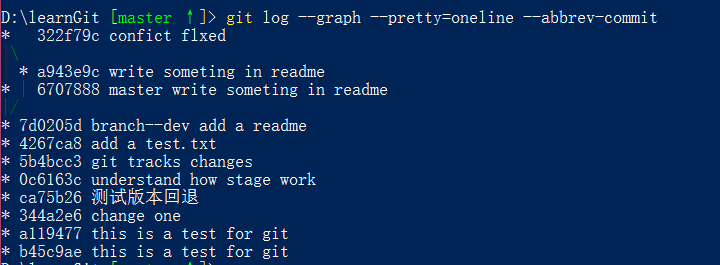 D:\learnGit [master ↑]> git log --graph --pretty=oneline --abbrev-commit
*   322f79c confict flxed
|\
| * a943e9c write someting in readme
* | 6707888 master write someting in readme
|/
* 7d0205d branch--dev add a readme
* 4267ca8 add a test.txt
* 5b4bcc3 git tracks changes
* 0c6163c understand how stage work
* ca75b26 测试版本回退
* 344a2e6 change one
* a119477 this is a test for git
* b45c9ae this is a test for git
D:\learnGit [master ↑]>